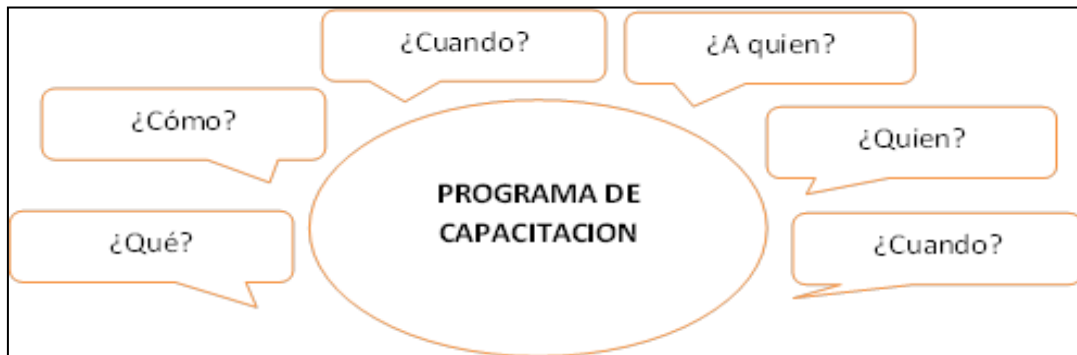 ¿Cuando?
¿A quien?
¿Cómo?
¿Quien?
PROGRAMA DE
CAPACITACION
¿Qué?
¿Cuando?